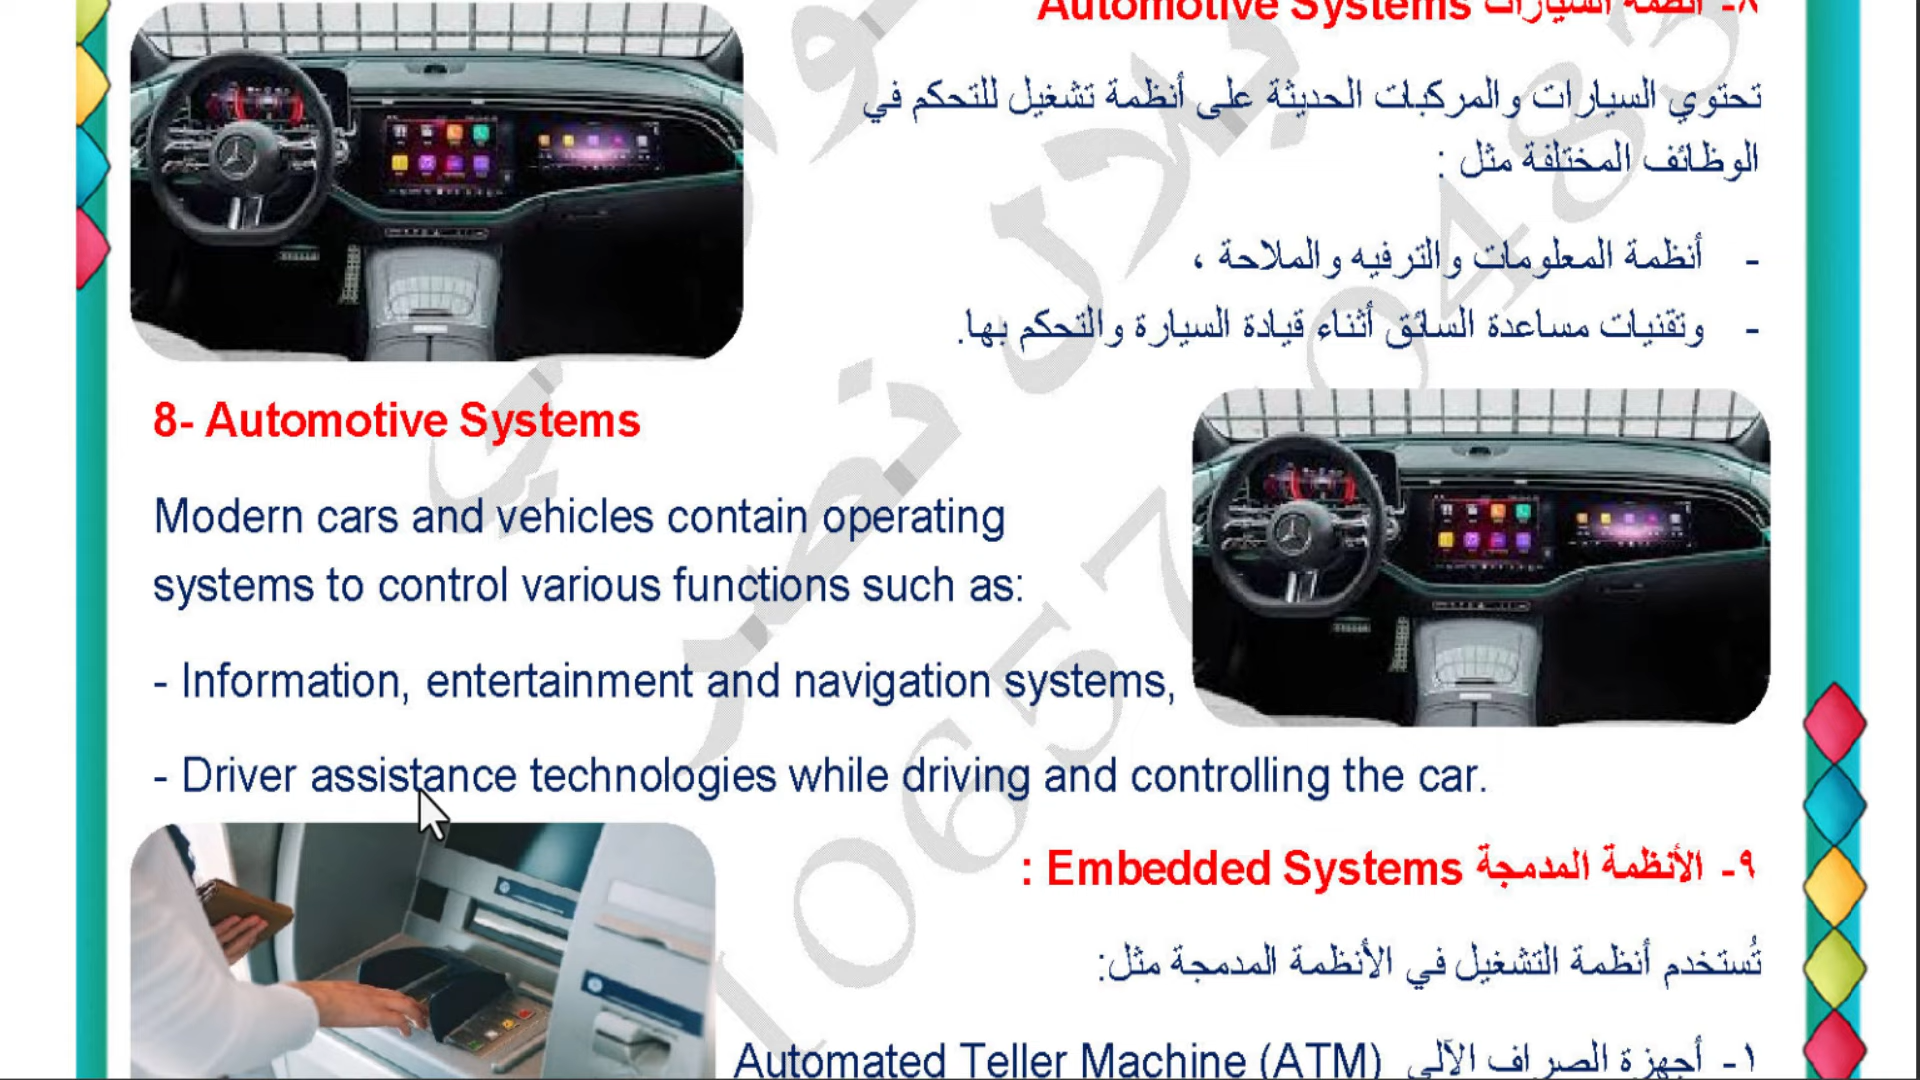 ٨- أنظمة السيارات Automotive Systems
تحتوي السيارات والمركبات الحديثة على أنظمة تشغيل للتحكم في
الوظائف المختلفة مثل :
- أنظمة المعلومات والترفيه والملاحة ،
- وتقنيات مساعدة السائق أثناء قيادة السيارة والتحكم بها.
8- Automotive Systems
Modern cars and vehicles contain operating
systems to control various functions such as:
- Information, entertainment and navigation systems,
- Driver assistance technologies while driving and controlling the car.
٩- الأنظمة المدمجة Embedded Systems :
تُستخدم أنظمة التشغيل في الأنظمة المدمجة مثل:
١- أجهزة الصراف الآلي Automated Teller Machine (ATM)